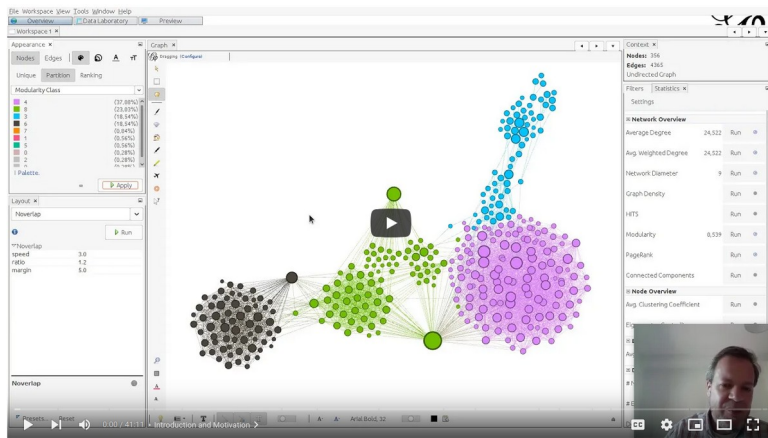 File Workspace View Tools Window Help
Overview
Data Laboratory
Preview
Workspace 1 ×
Appearance ×
Nodes Edges
Unique Partition Ranking
Modularity Class
4 (37,08%)
8 (23,03%)
3 (18,54%)
6 (18,54%)
7 (0,84%)
1 (0,56%)
5 (0,56%)
0 (0,28%)
2 (0,28%)
Palette...
Apply
Layout ×
Noverlap
Run
Noverlap
speed 3.0
ratio 1.2
margin 5.0
Noverlap
Presets... Reset
Graph ×
Dragging (Configure)
Arial Bold, 32
Context ×
Nodes: 356
Edges: 4365
Undirected Graph
Filters Statistics ×
Settings
Network Overview
Average Degree 24,522 Run
Avg. Weighted Degree 24,522 Run
Network Diameter 9 Run
Graph Density Run
HITS Run
Modularity 0,539 Run
PageRank Run
Connected Components Run
Node Overview
Avg. Clustering Coefficient Run
0:00 / 41:11 • Introduction and Motivation >
CC